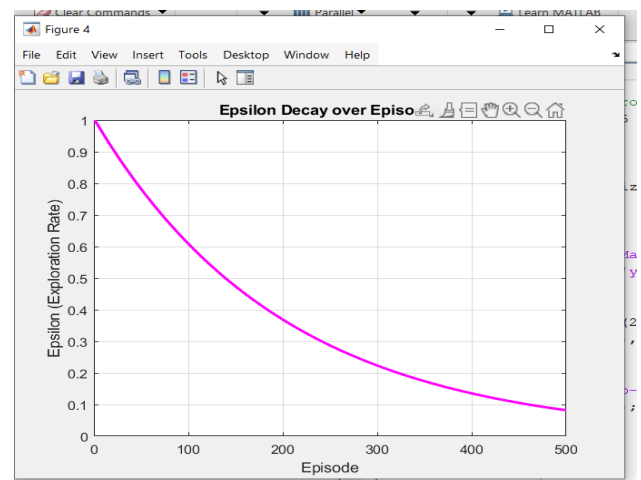 Clear Commands Parallel Learn MATLAB
Figure 4
File Edit View Insert Tools Desktop Window Help
Epsilon Decay over Episo
1
0.9
0.8
0.7
0.6
0.5
0.4
0.3
0.2
0.1
0
Epsilon (Exploration Rate)
0 100 200 300 400 500
Episode